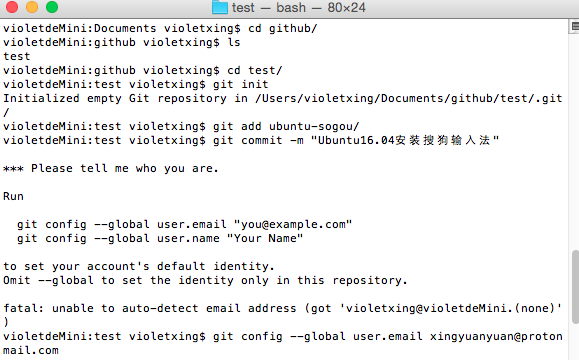 test — bash — 80×24
violetdeMini:Documents violetxing$ cd github/
violetdeMini:github violetxing$ ls
test
violetdeMini:github violetxing$ cd test/
violetdeMini:test violetxing$ git init
Initialized empty Git repository in /Users/violetxing/Documents/github/test/.git
/
violetdeMini:test violetxing$ git add ubuntu-sogou/
violetdeMini:test violetxing$ git commit -m "Ubuntu16.04安装搜狗输入法"
*** Please tell me who you are.
Run
  git config --global user.email "you@example.com"
  git config --global user.name "Your Name"
to set your account's default identity.
Omit --global to set the identity only in this repository.
fatal: unable to auto-detect email address (got 'violetxing@violetdeMini.(none)'
)
violetdeMini:test violetxing$ git config --global user.email xingyuanyuan@proton
mail.com